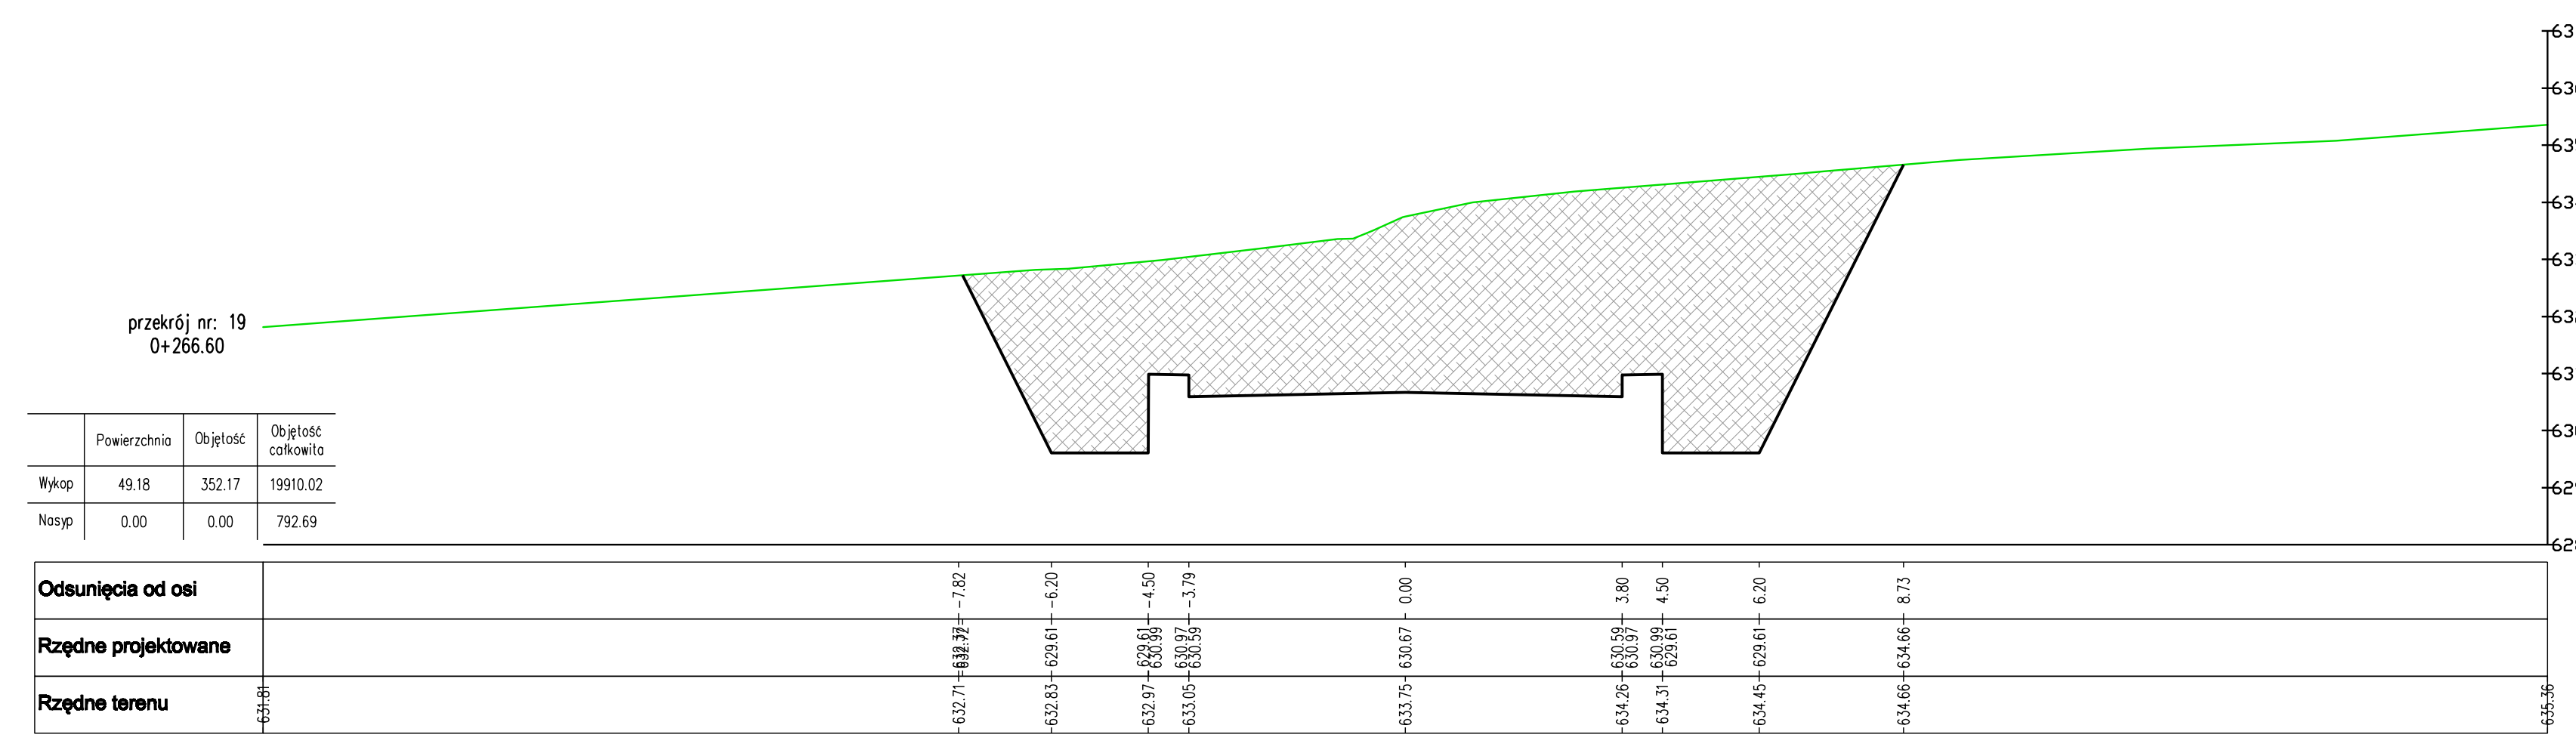 przekrój nr: 19
0+266.60
Powierzchnia Objętość Objętość całkowita
Wykop 49.18 352.17 19910.02
Nasyp 0.00 0.00 792.69
Odsunięcia od osi -7.82 -6.20 -4.50 -3.79 0.00 3.80 4.50 6.20 8.73
Rzędne projektowane 629.61 629.61 630.99 630.97 630.59 630.67 630.59 630.97 630.99 629.61 629.61 634.66
Rzędne terenu 631.81 632.71 632.83 632.97 633.05 633.75 634.26 634.31 634.45 634.66 635.36